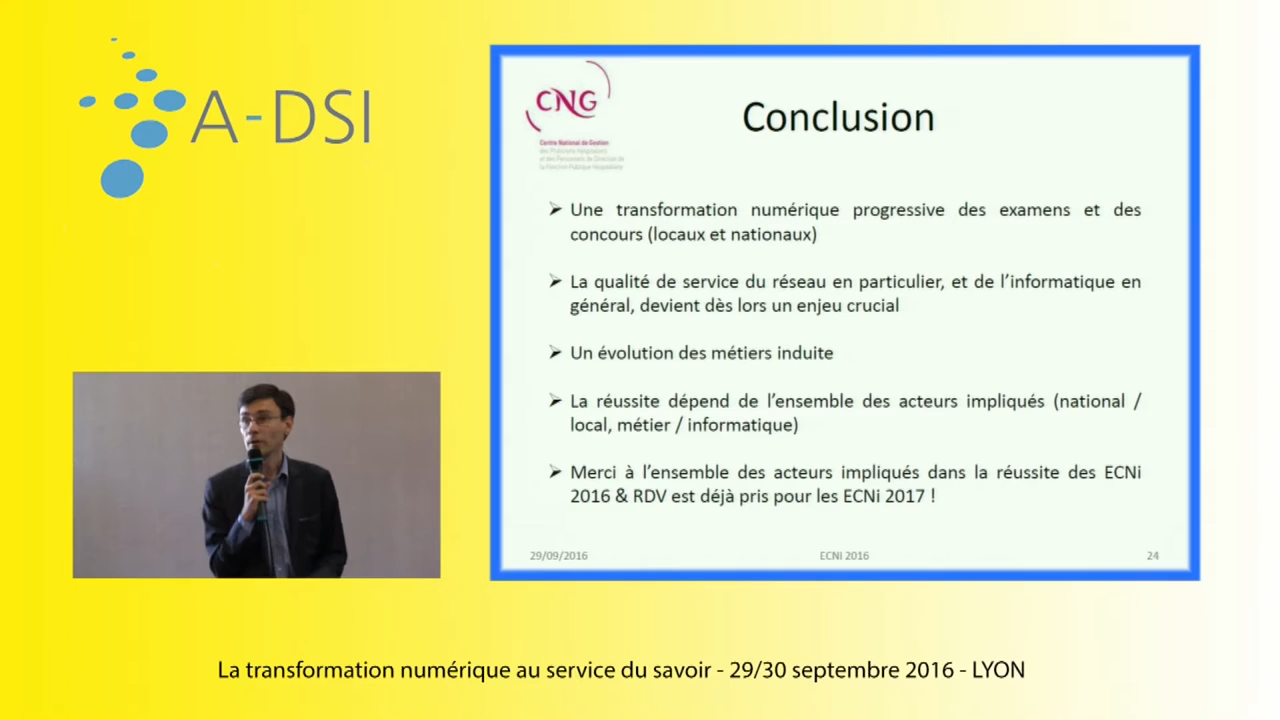 A-DSI
CNG
Centre National de Gestion
des Praticiens Hospitaliers
et des Personnels de Direction de
la Fonction Publique Hospitalière
Conclusion
➢ Une transformation numérique progressive des examens et des
concours (locaux et nationaux)
➢ La qualité de service du réseau en particulier, et de l’informatique en
général, devient dès lors un enjeu crucial
➢ Un évolution des métiers induite
➢ La réussite dépend de l’ensemble des acteurs impliqués (national /
local, métier / informatique)
➢ Merci à l’ensemble des acteurs impliqués dans la réussite des ECNi
2016 & RDV est déjà pris pour les ECNi 2017 !
29/09/2016
ECNI 2016
24
La transformation numérique au service du savoir - 29/30 septembre 2016 - LYON